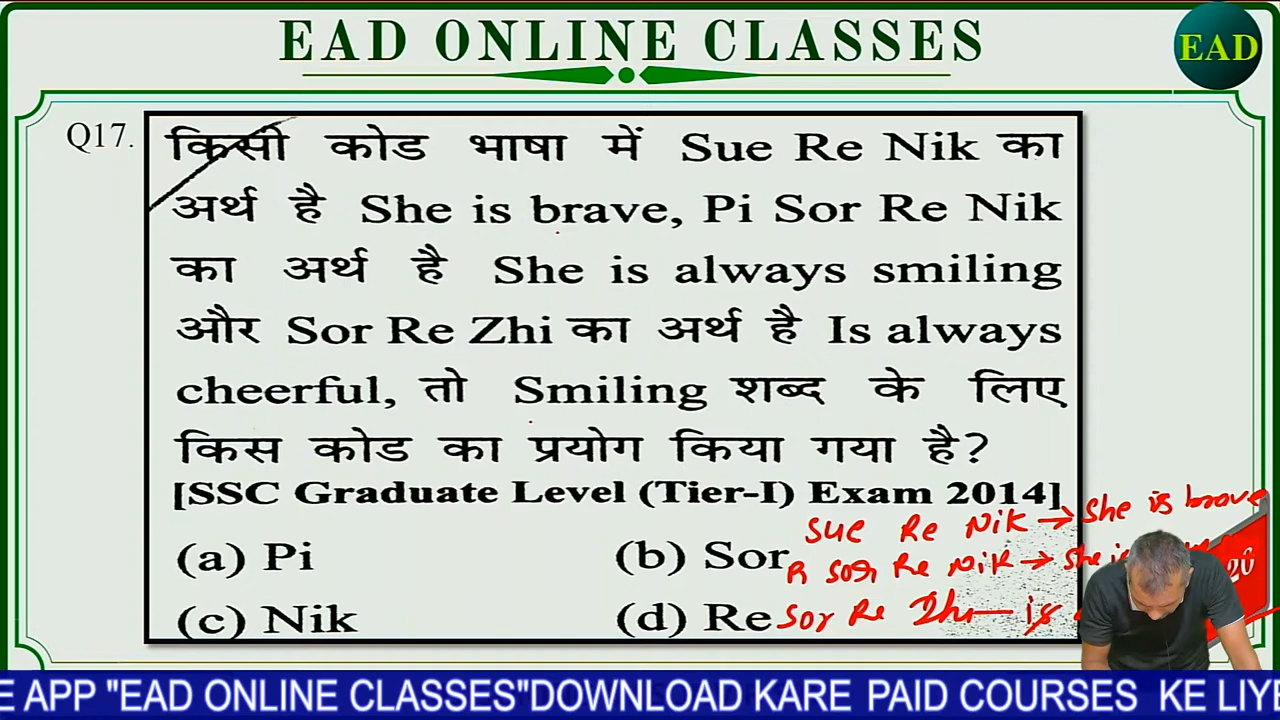 EAD ONLINE CLASSES
EAD
Q17.
किसी कोड भाषा में Sue Re Nik का
अर्थ है She is brave, Pi Sor Re Nik
का अर्थ है She is always smiling
और Sor Re Zhi का अर्थ है Is always
cheerful, तो Smiling शब्द के लिए
किस कोड का प्रयोग किया गया है?
[SSC Graduate Level (Tier-I) Exam 2014]
(a) Pi (b) Sor
(c) Nik (d) Re
Sue Re Nik → She is brave
Sor Re Nik → She is
Sor Re Zhi — is
E APP "EAD ONLINE CLASSES"DOWNLOAD KARE PAID COURSES KE LIYE